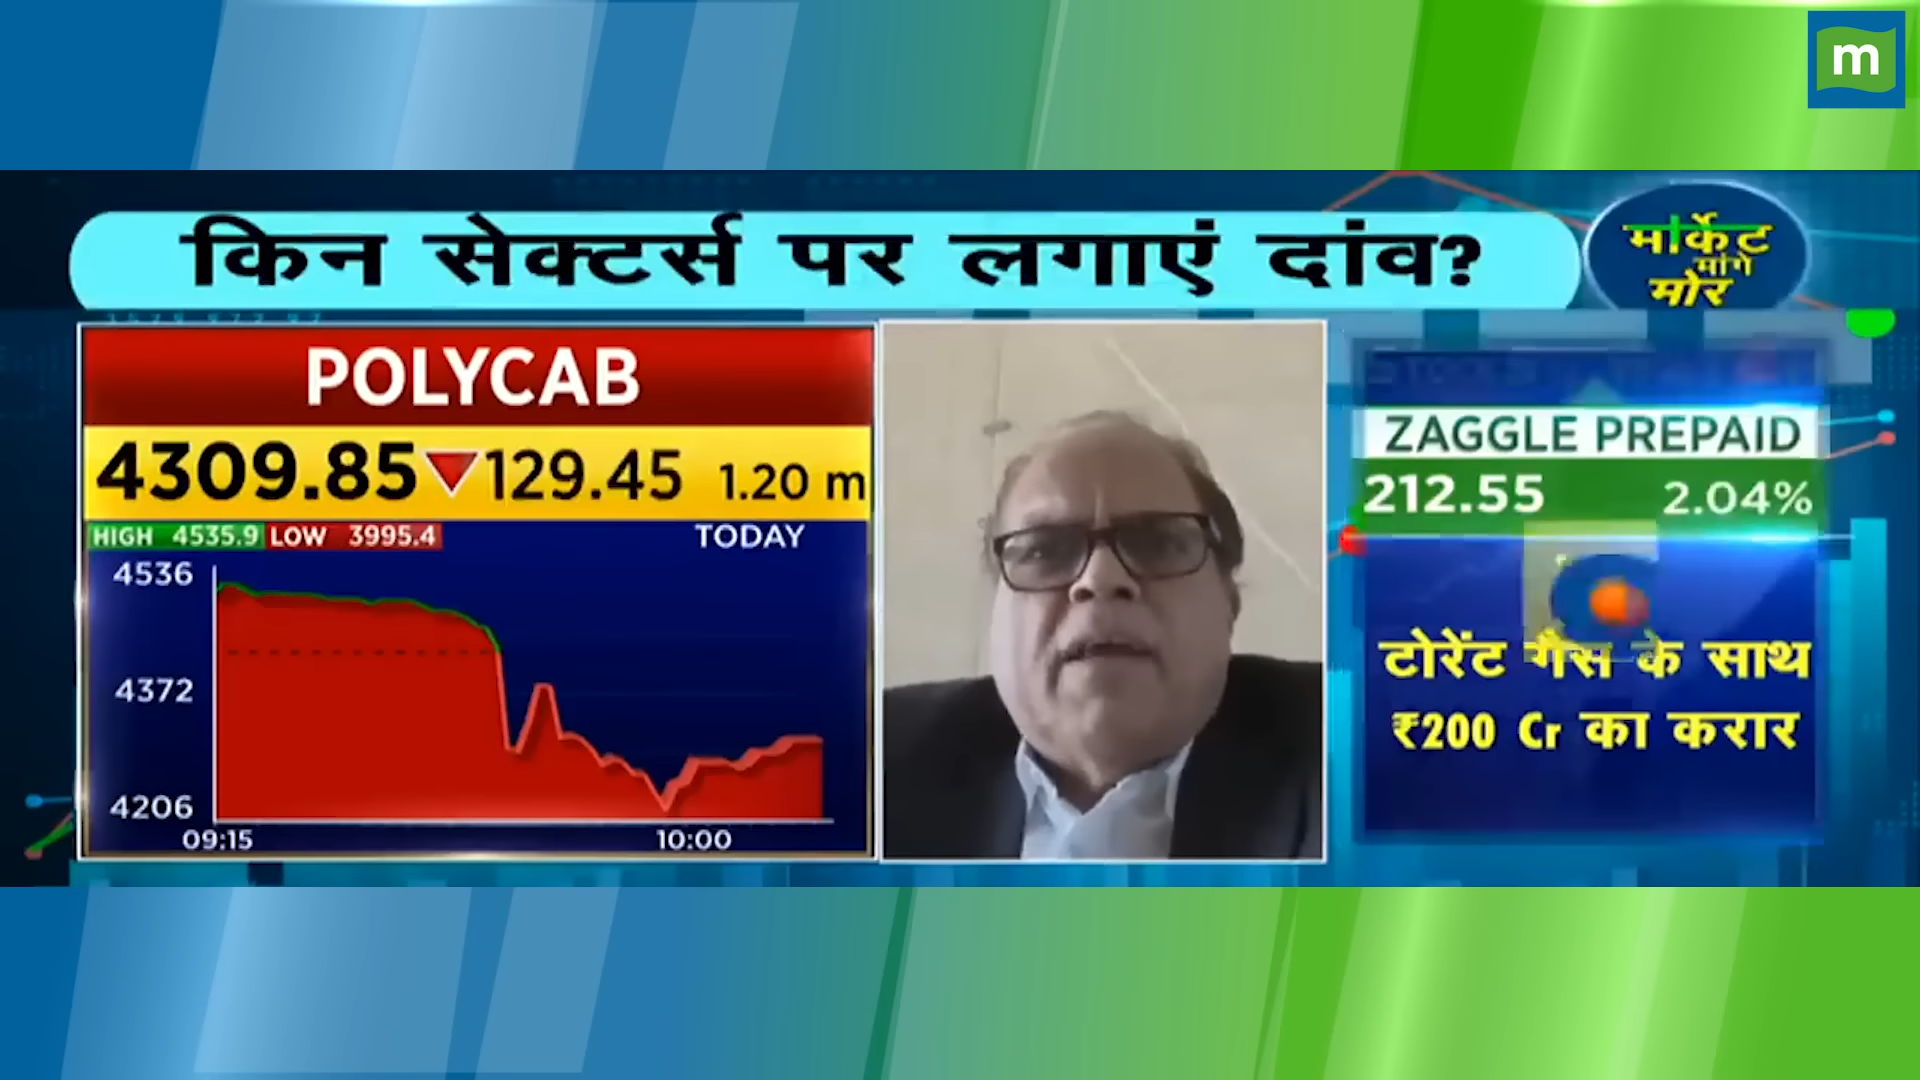 m
किन सेक्टर्स पर लगाएं दांव?
मार्केट
मांगे
मोर
POLYCAB
4309.85 ▼129.45 1.20 m
HIGH 4535.9 LOW 3995.4 TODAY
4536
4372
4206
09:15 10:00
ZAGGLE PREPAID
212.55 2.04%
टोरेंट गैस के साथ
₹200 Cr का करार